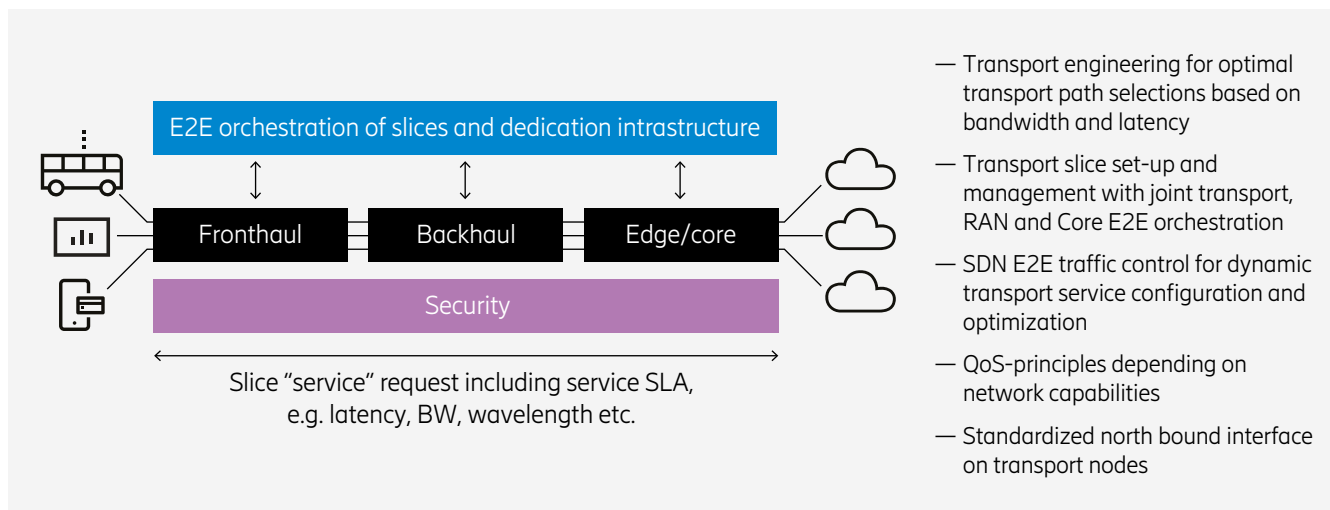 E2E orchestration of slices and dedication intrastructure
Fronthaul
Backhaul
Edge/core
Security
Slice “service” request including service SLA,
e.g. latency, BW, wavelength etc.
— Transport engineering for optimal
transport path selections based on
bandwidth and latency
— Transport slice set-up and
management with joint transport,
RAN and Core E2E orchestration
— SDN E2E traffic control for dynamic
transport service configuration and
optimization
— QoS-principles depending on
network capabilities
— Standardized north bound interface
on transport nodes